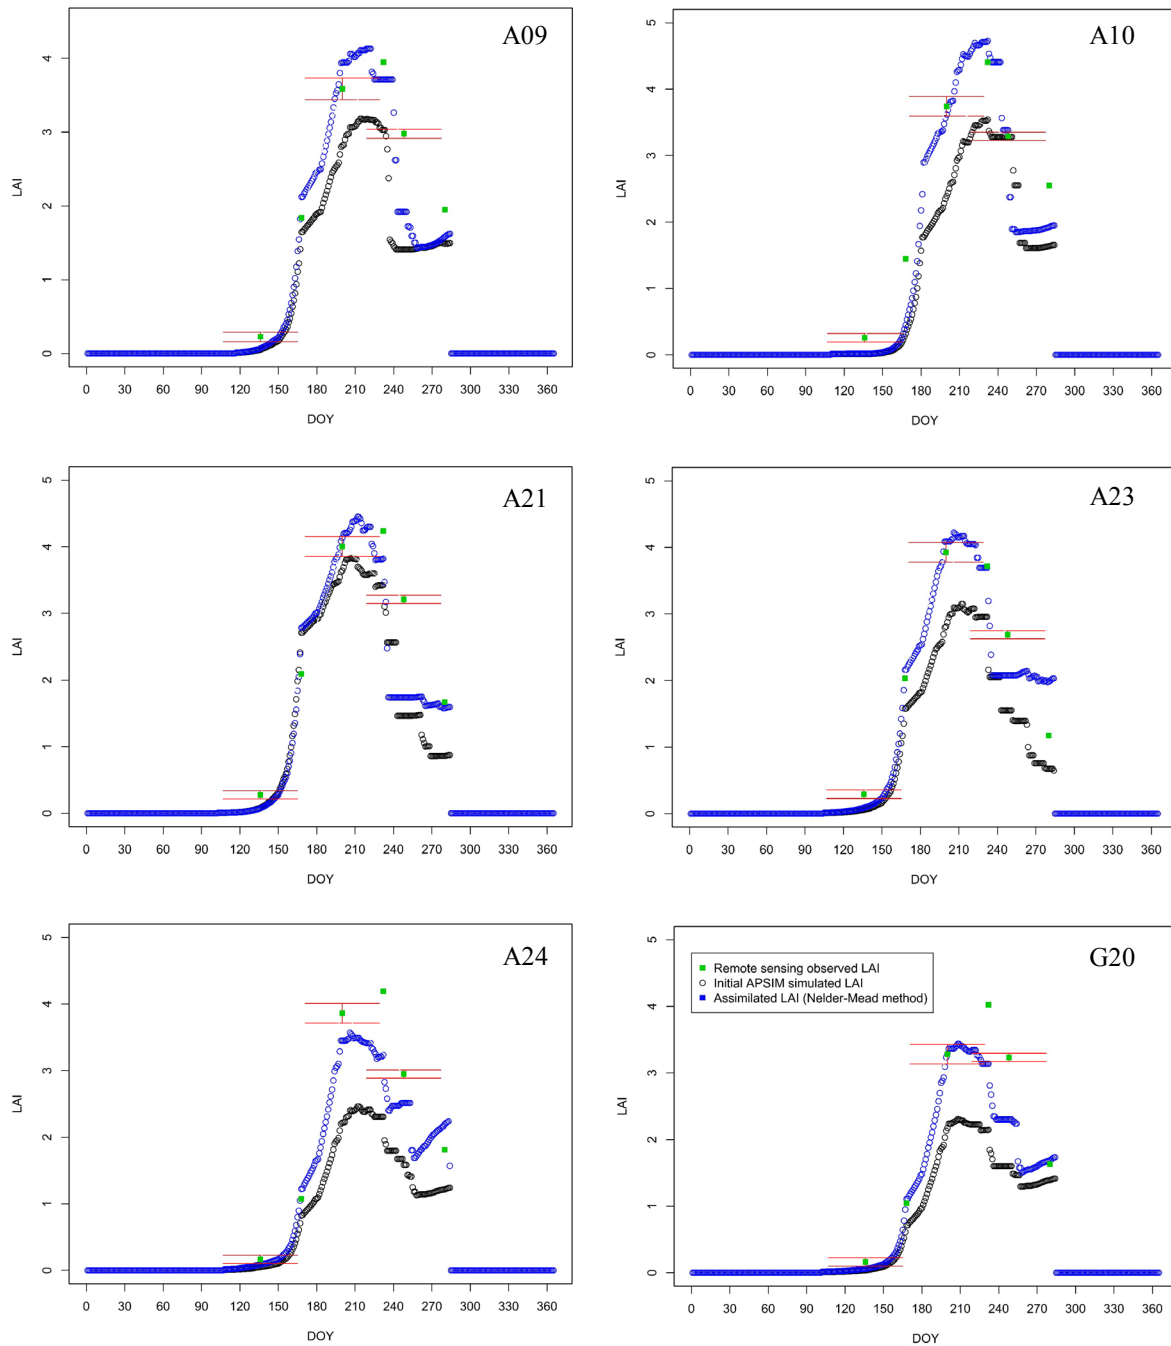 A09
LAI
4
3
2
1
0
0 30 60 90 120 150 180 210 240 270 300 330 360
DOY
A10
LAI
5
4
3
2
1
0
0 30 60 90 120 150 180 210 240 270 300 330 360
DOY
A21
LAI
5
4
3
2
1
0
0 30 60 90 120 150 180 210 240 270 300 330 360
DOY
A23
LAI
5
4
3
2
1
0
0 30 60 90 120 150 180 210 240 270 300 330 360
DOY
A24
LAI
5
4
3
2
1
0
0 30 60 90 120 150 180 210 240 270 300 330 360
DOY
G20
Remote sensing observed LAI
Initial APSIM simulated LAI
Assimilated LAI (Nelder-Mead method)
LAI
5
4
3
2
1
0
0 30 60 90 120 150 180 210 240 270 300 330 360
DOY